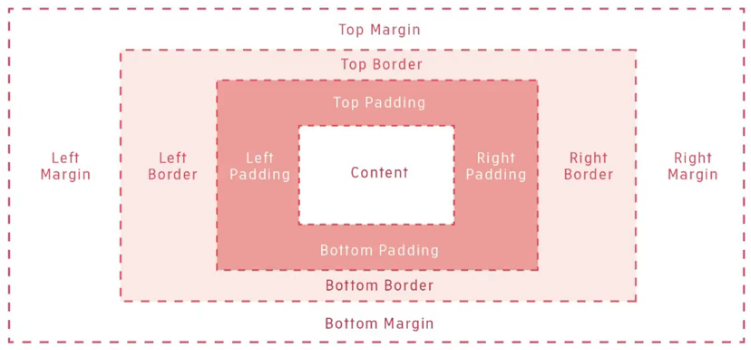 Top Margin
Top Border
Top Padding
Left
Margin
Left
Border
Left
Padding
Content
Right
Padding
Right
Border
Right
Margin
Bottom Padding
Bottom Border
Bottom Margin